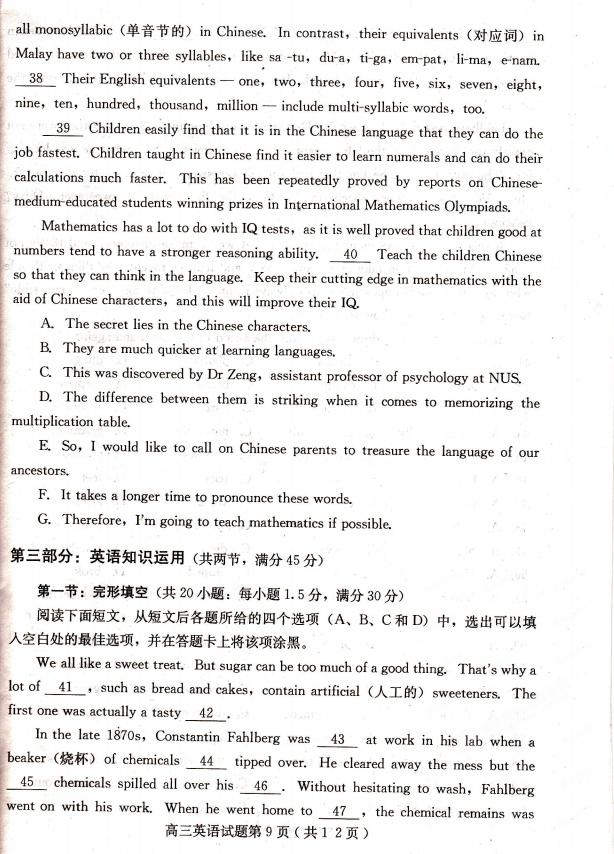 all monosyllabic（单音节的）in Chinese. In contrast, their equivalents（对应词）in
Malay have two or three syllables, like sa-tu, du-a, ti-ga, em-pat, li-ma, e-nam.
38 Their English equivalents — one, two, three, four, five, six, seven, eight,
nine, ten, hundred, thousand, million — include multi-syllabic words, too.
39 Children easily find that it is in the Chinese language that they can do the
job fastest. Children taught in Chinese find it easier to learn numerals and can do their
calculations much faster. This has been repeatedly proved by reports on Chinese-
medium-educated students winning prizes in International Mathematics Olympiads.
Mathematics has a lot to do with IQ tests, as it is well proved that children good at
numbers tend to have a stronger reasoning ability. 40 Teach the children Chinese
so that they can think in the language. Keep their cutting edge in mathematics with the
aid of Chinese characters, and this will improve their IQ.
A. The secret lies in the Chinese characters.
B. They are much quicker at learning languages.
C. This was discovered by Dr Zeng, assistant professor of psychology at NUS.
D. The difference between them is striking when it comes to memorizing the
multiplication table.
E. So, I would like to call on Chinese parents to treasure the language of our
ancestors.
F. It takes a longer time to pronounce these words.
G. Therefore, I'm going to teach mathematics if possible.
第三部分：英语知识运用（共两节，满分 45 分）
第一节：完形填空（共 20 小题：每小题 1.5 分，满分 30 分）
阅读下面短文，从短文后各题所给的四个选项（A、B、C 和 D）中，选出可以填
入空白处的最佳选项，并在答题卡上将该项涂黑。
We all like a sweet treat. But sugar can be too much of a good thing. That's why a
lot of 41 , such as bread and cakes, contain artificial（人工的）sweeteners. The
first one was actually a tasty 42 .
In the late 1870s, Constantin Fahlberg was 43 at work in his lab when a
beaker（烧杯）of chemicals 44 tipped over. He cleared away the mess but the
45 chemicals spilled all over his 46 . Without hesitating to wash, Fahlberg
went on with his work. When he went home to 47 , the chemical remains was
高三英语试题第 9 页（共 1 2 页）